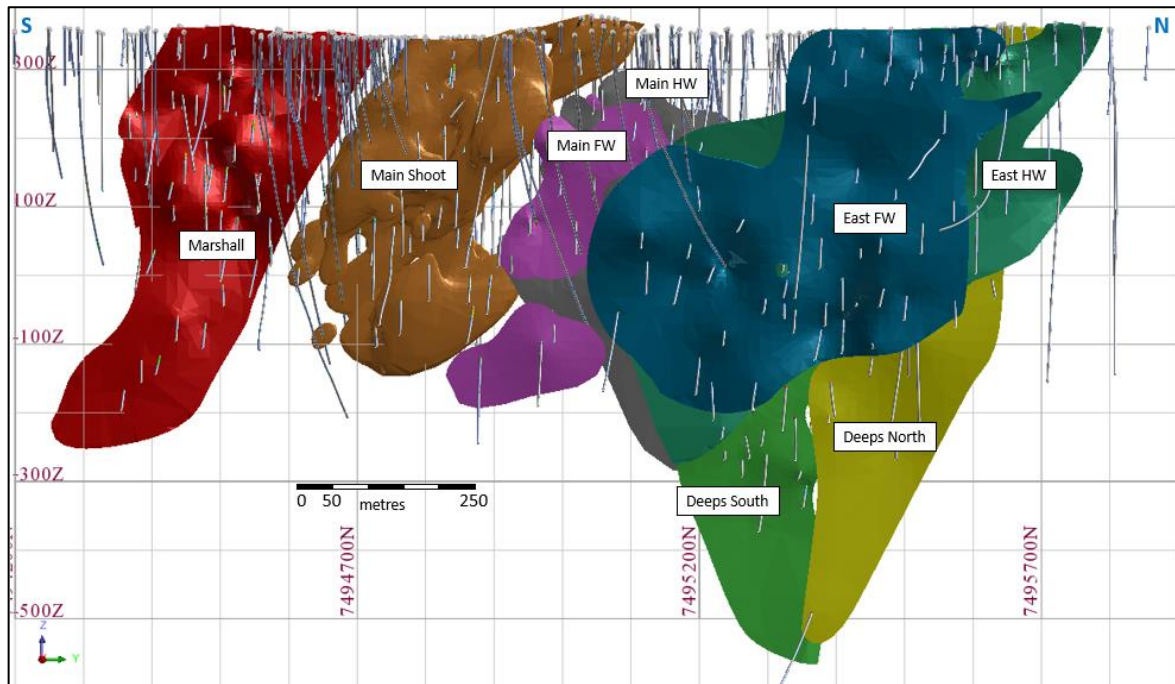 S
N
300Z
Main HW
Main FW
Main Shoot
East HW
100Z
East FW
Marshall
-100Z
Deeps North
-300Z
Deeps South
0 50 250
metres
7494700N
7495200N
7495700N
-500Z
Z
Y